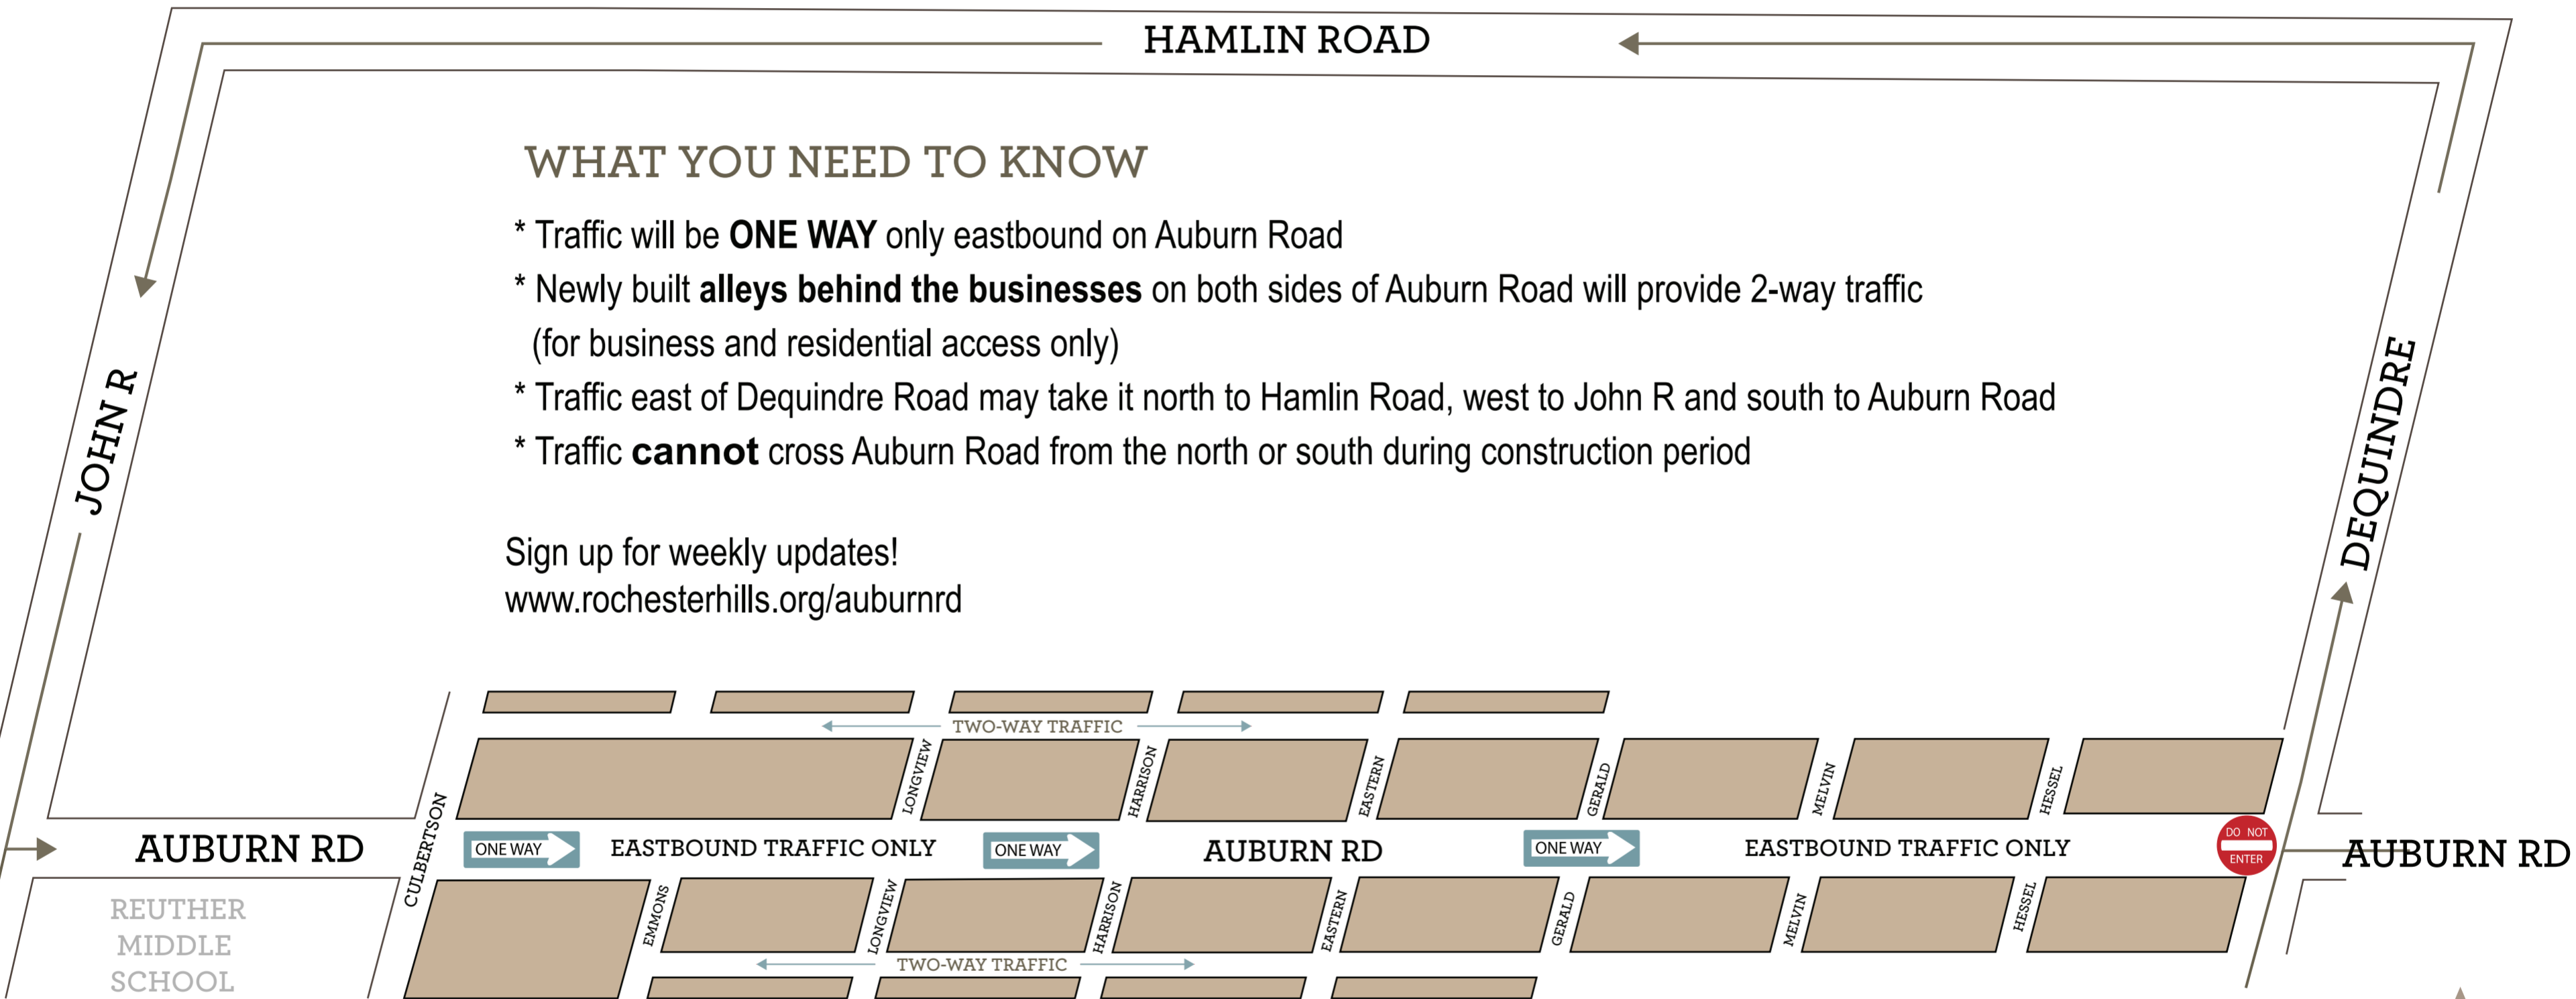 HAMLIN ROAD
WHAT YOU NEED TO KNOW
* Traffic will be ONE WAY only eastbound on Auburn Road
* Newly built alleys behind the businesses on both sides of Auburn Road will provide 2-way traffic
(for business and residential access only)
* Traffic east of Dequindre Road may take it north to Hamlin Road, west to John R and south to Auburn Road
* Traffic cannot cross Auburn Road from the north or south during construction period
JOHN R
DEQUINDRE
Sign up for weekly updates!
www.rochesterhills.org/auburnrd
TWO-WAY TRAFFIC
LONGVIEW
HARRISON
EASTERN
GERALD
MELVIN
HESSEL
CULBERTSON
AUBURN RD
ONE WAY
EASTBOUND TRAFFIC ONLY
ONE WAY
AUBURN RD
ONE WAY
EASTBOUND TRAFFIC ONLY
DO NOT
ENTER
AUBURN RD
REUTHER
MIDDLE
SCHOOL
EMMONS
LONGVIEW
HARRISON
EASTERN
GERALD
MELVIN
HESSEL
TWO-WAY TRAFFIC